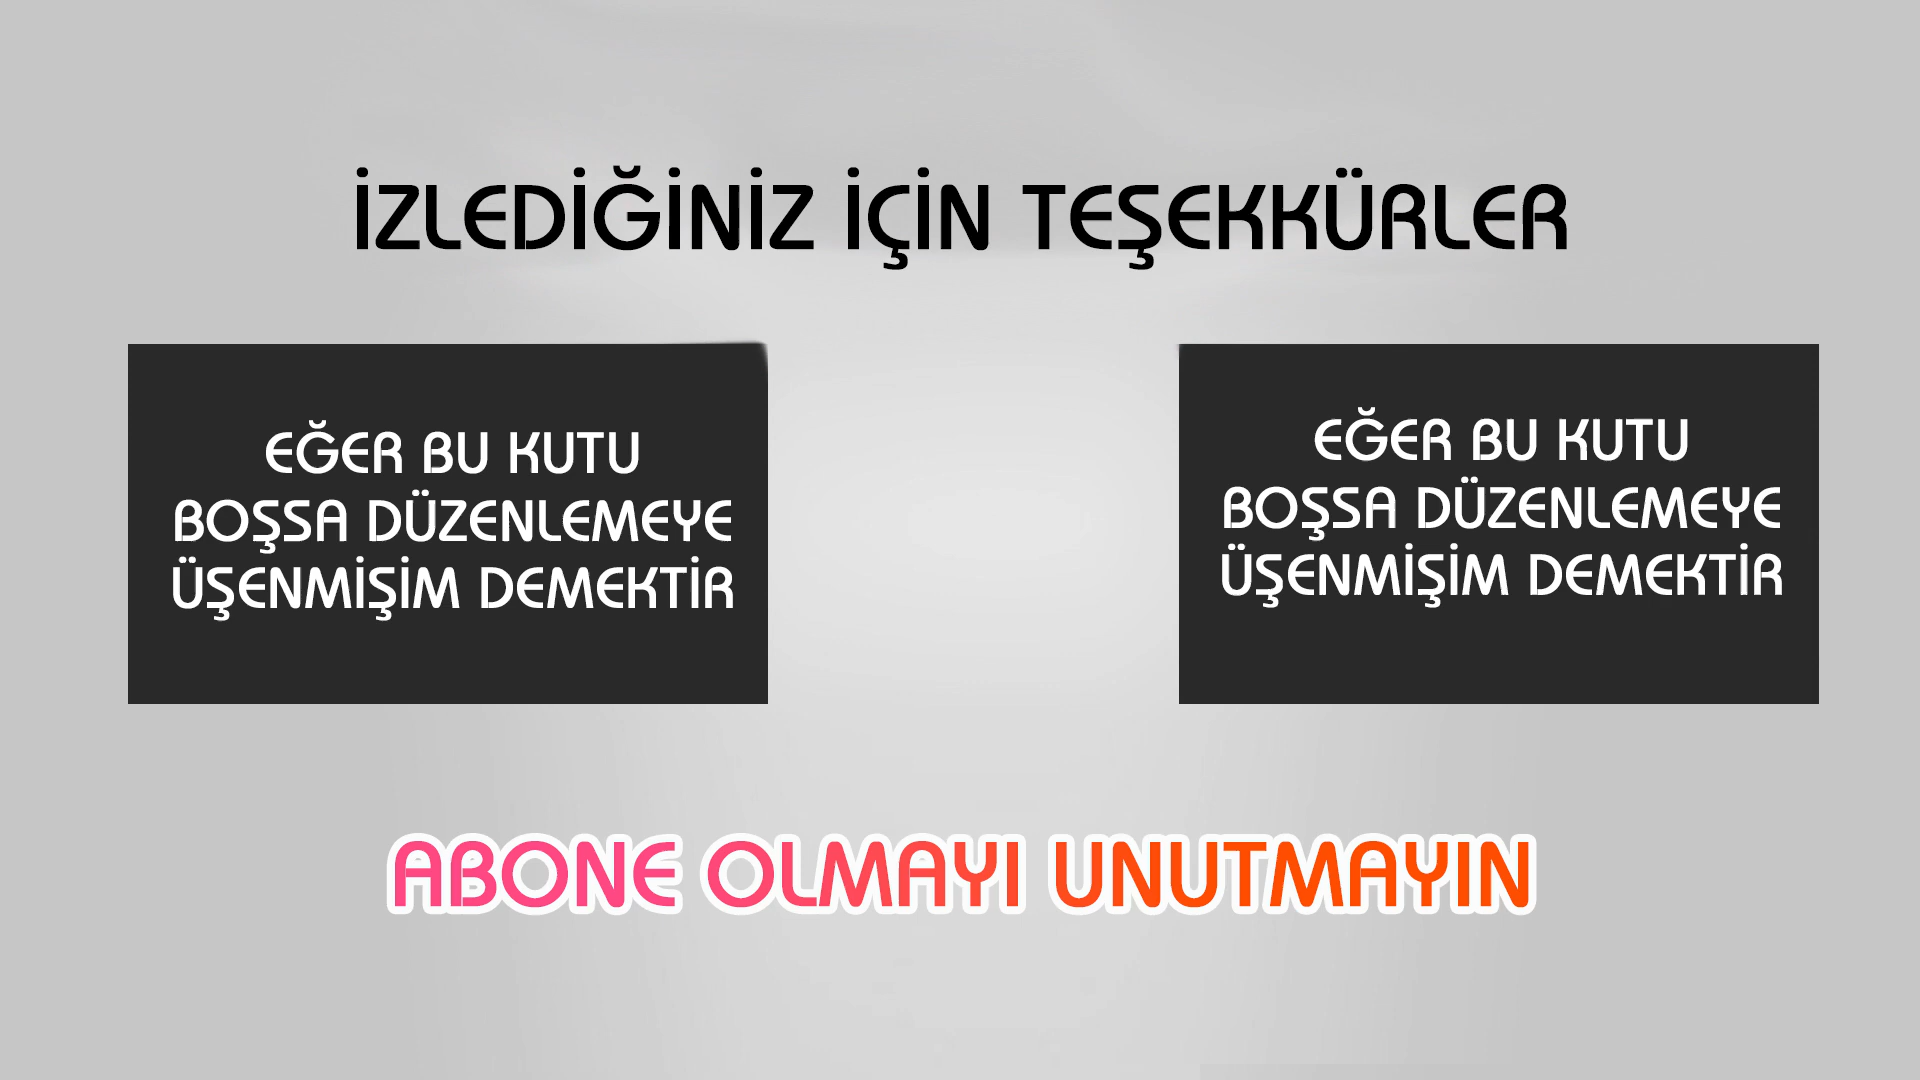 İZLEDİĞİNİZ İÇİN TEŞEKKÜRLER
EĞER BU KUTU
BOŞSA DÜZENLEMEYE
ÜŞENMİŞİM DEMEKTİR
EĞER BU KUTU
BOŞSA DÜZENLEMEYE
ÜŞENMİŞİM DEMEKTİR
ABONE OLMAYI UNUTMAYIN